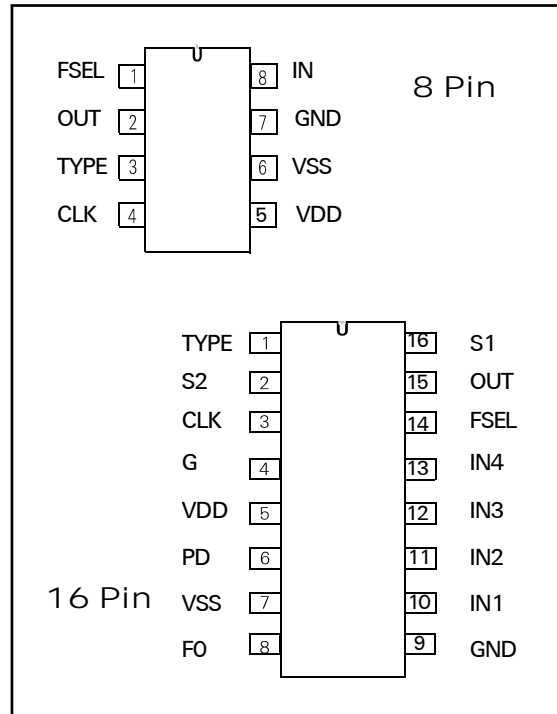 FSEL 1 8 IN
8 Pin
OUT 2 7 GND
TYPE 3 6 VSS
CLK 4 5 VDD
TYPE 1 16 S1
S2 2 15 OUT
CLK 3 14 FSEL
G 4 13 IN4
VDD 5 12 IN3
PD 6 11 IN2
16 Pin
VSS 7 10 IN1
F0 8 9 GND